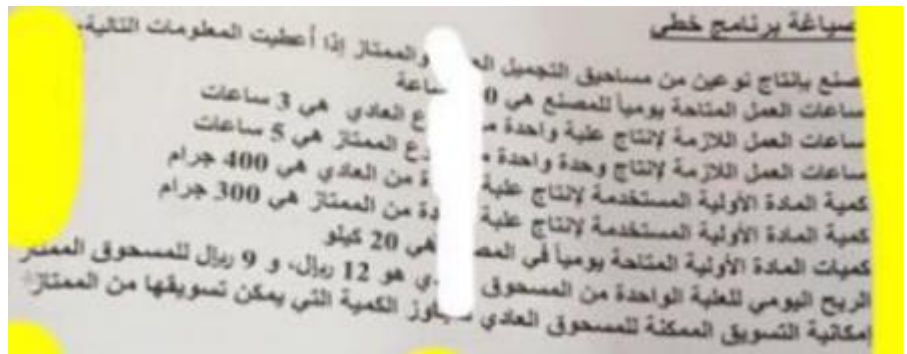 صياغة برنامج خطي
صنع بإنتاج نوعين من مساحيق التجميل والممتاز إذا أعطيت المعلومات التالية.
ساعات العمل المتاحة يومياً للمصنع هي ساعة
ساعات العمل اللازمة لإنتاج علبة واحدة العادي هي 3 ساعات
ساعات العمل اللازمة لإنتاج وحدة واحدة الممتاز هي 5 ساعات
كمية المادة الأولية المستخدمة لإنتاج علبة من العادي هي 400 جرام
كمية المادة الأولية المستخدمة لإنتاج علبة من الممتاز هي 300 جرام
كميات المادة الأولية المتاحة يومياً في هي 20 كيلو
الربح اليومي للعلبة الواحدة من المسحوق هو 12 ريال، و 9 ريال للمسحوق الممتاز
إمكانية التسويق الممكنة للمسحوق العادي الكمية التي يمكن تسويقها من الممتاز